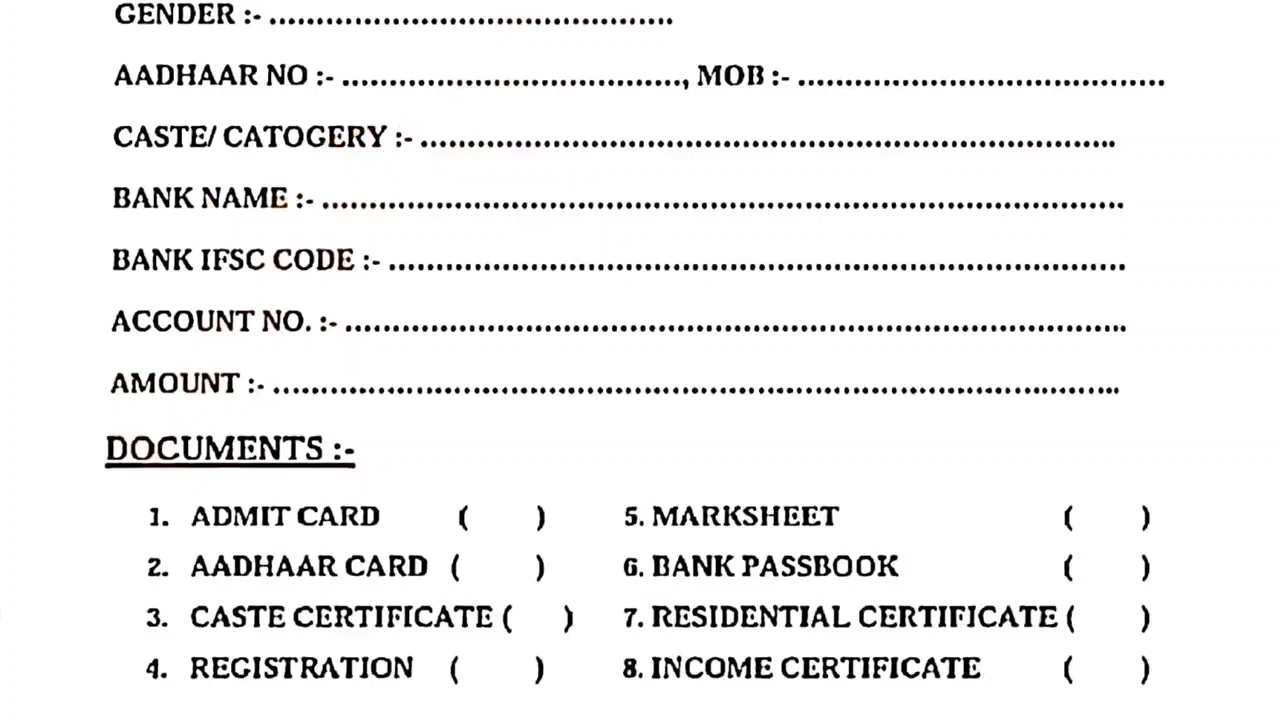 GENDER :- ..........................................
AADHAAR NO :- ...................................., MOB :- ......................................
CASTE/ CATOGERY :- ........................................................................
BANK NAME :- ...................................................................................
BANK IFSC CODE :- ............................................................................
ACCOUNT NO. :- .................................................................................
AMOUNT :- ........................................................................................
DOCUMENTS :-
1. ADMIT CARD ( ) 5. MARKSHEET ( )
2. AADHAAR CARD ( ) 6. BANK PASSBOOK ( )
3. CASTE CERTIFICATE ( ) 7. RESIDENTIAL CERTIFICATE ( )
4. REGISTRATION ( ) 8. INCOME CERTIFICATE ( )